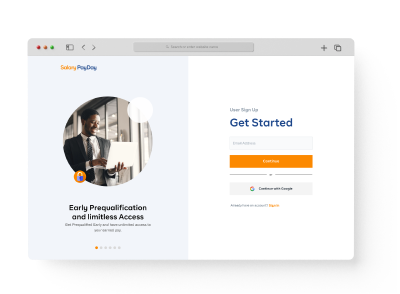 Search or enter website name
Salary PayDay
Early Prequalification
and limitless Access
Get Prequalified Early and have unlimited access to
your earned pay.
User Sign Up
Get Started
Email Address
Continue
or
Continue with Google
Already have an account? Sign in